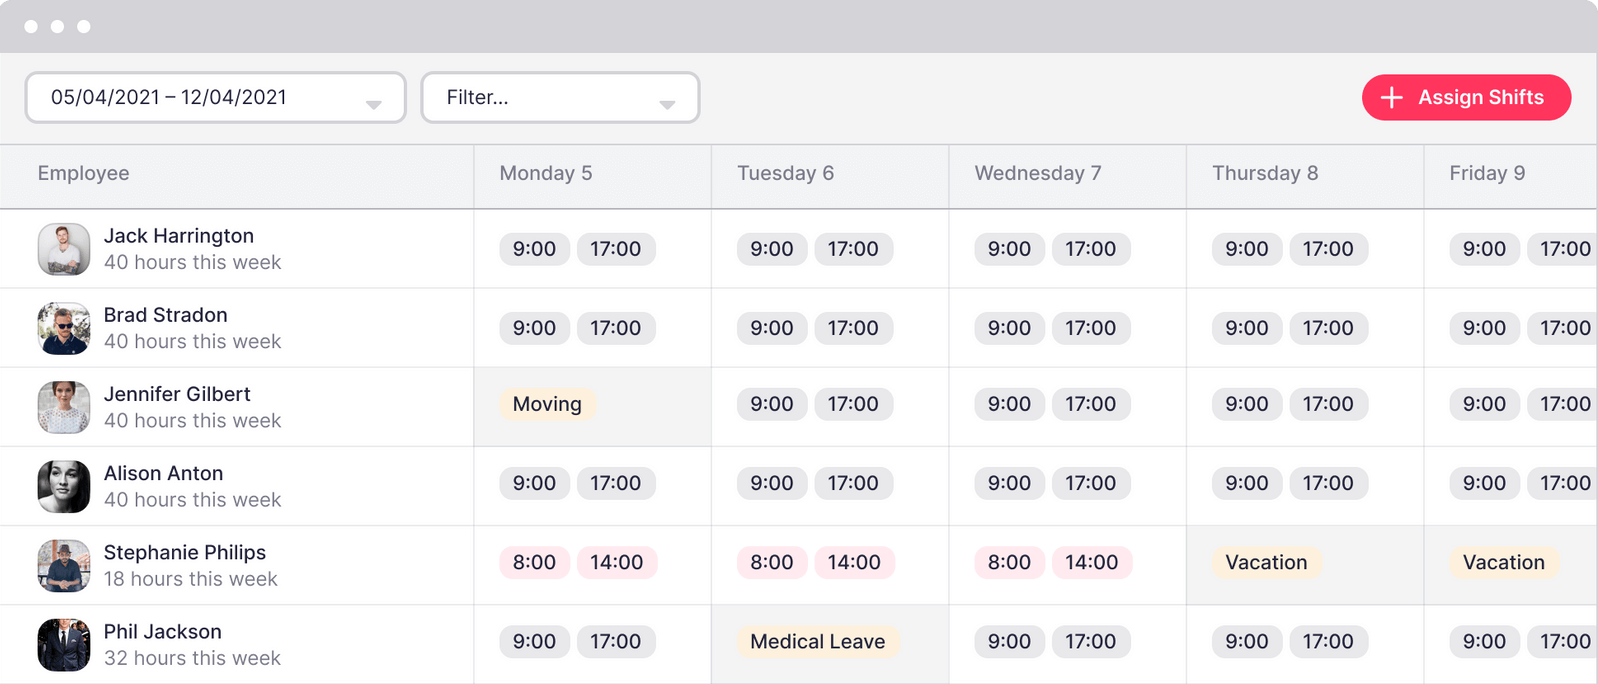 05/04/2021 – 12/04/2021
Filter...
Assign Shifts
Employee Monday 5 Tuesday 6 Wednesday 7 Thursday 8 Friday 9
Jack Harrington
40 hours this week
9:00 17:00 9:00 17:00 9:00 17:00 9:00 17:00 9:00 17:00
Brad Stradon
40 hours this week
9:00 17:00 9:00 17:00 9:00 17:00 9:00 17:00 9:00 17:00
Jennifer Gilbert
40 hours this week
Moving 9:00 17:00 9:00 17:00 9:00 17:00 9:00 17:00
Alison Anton
40 hours this week
9:00 17:00 9:00 17:00 9:00 17:00 9:00 17:00 9:00 17:00
Stephanie Philips
18 hours this week
8:00 14:00 8:00 14:00 8:00 14:00 Vacation Vacation
Phil Jackson
32 hours this week
9:00 17:00 Medical Leave 9:00 17:00 9:00 17:00 9:00 17:00